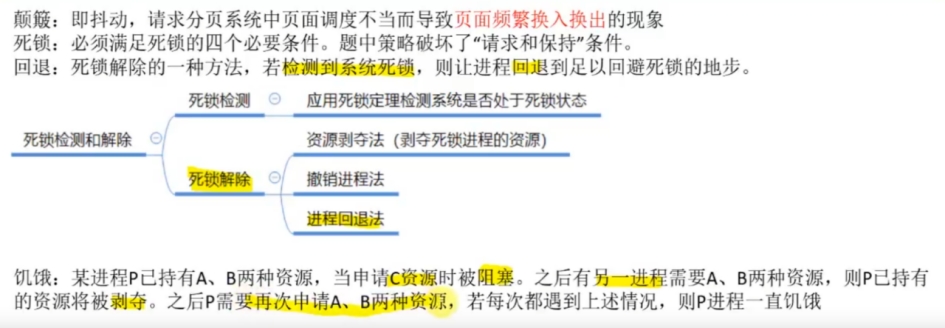 颠簸：即抖动，请求分页系统中页面调度不当而导致页面频繁换入换出的现象
死锁：必须满足死锁的四个必要条件。题中策略破坏了“请求和保持”条件。
回退：死锁解除的一种方法，若检测到系统死锁，则让进程回退到足以回避死锁的地步。
死锁检测
应用死锁定理检测系统是否处于死锁状态
死锁检测和解除
资源剥夺法（剥夺死锁进程的资源）
死锁解除
撤销进程法
进程回退法
饥饿：某进程P已持有A、B两种资源，当申请C资源时被阻塞。之后有另一进程需要A、B两种资源，则P已持有
的资源将被剥夺。之后P需要再次申请A、B两种资源，若每次都遇到上述情况，则P进程一直饥饿